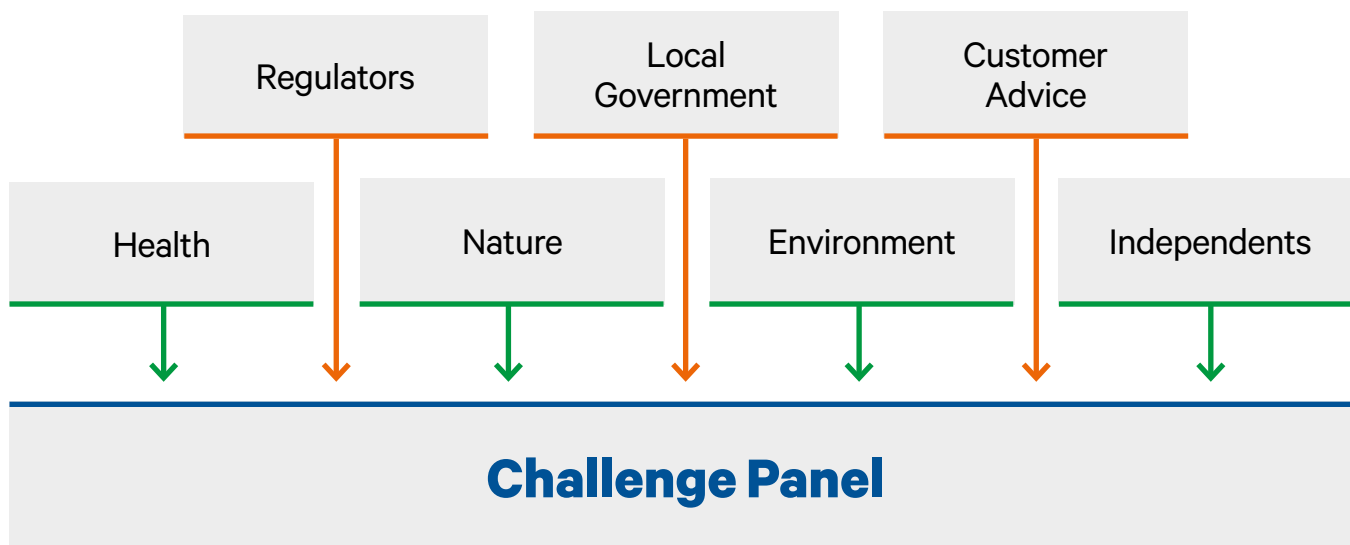 Regulators
Local
Government
Customer
Advice
Health
Nature
Environment
Independents
Challenge Panel